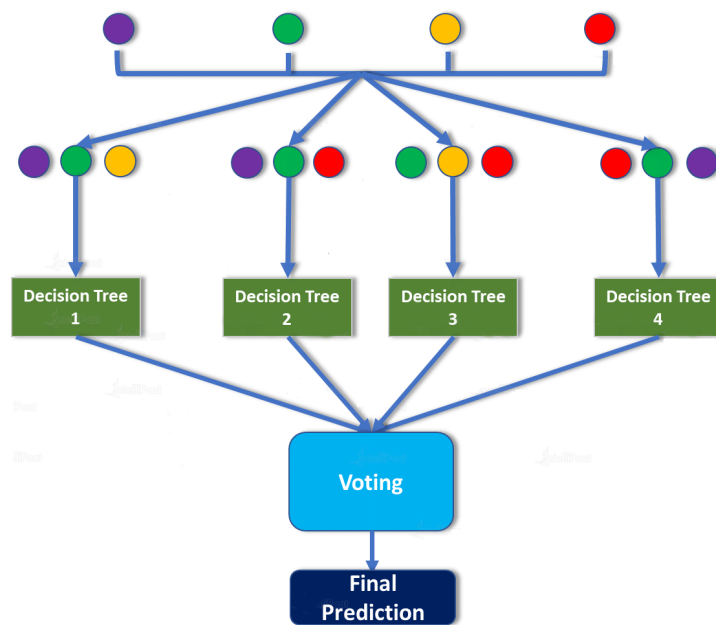 Decision Tree
1
Decision Tree
2
Decision Tree
3
Decision Tree
4
Voting
Final
Prediction